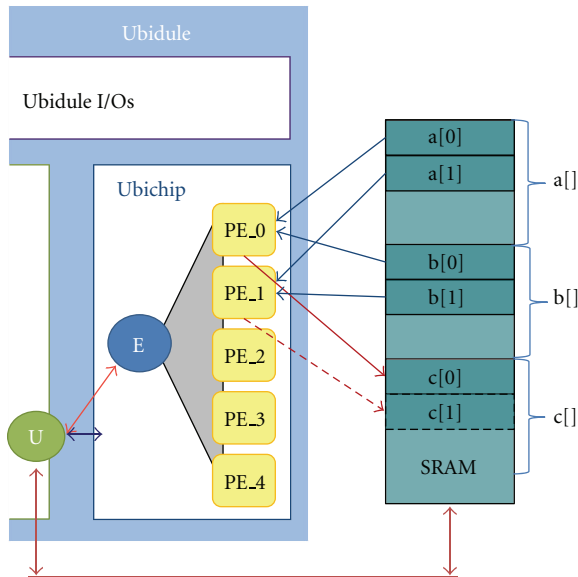 Ubidule
Ubidule I/Os
Ubichip
PE_0
PE_1
PE_2
PE_3
PE_4
E
U
a[0]
a[1]
a[]
b[0]
b[1]
b[]
c[0]
c[1]
c[]
SRAM